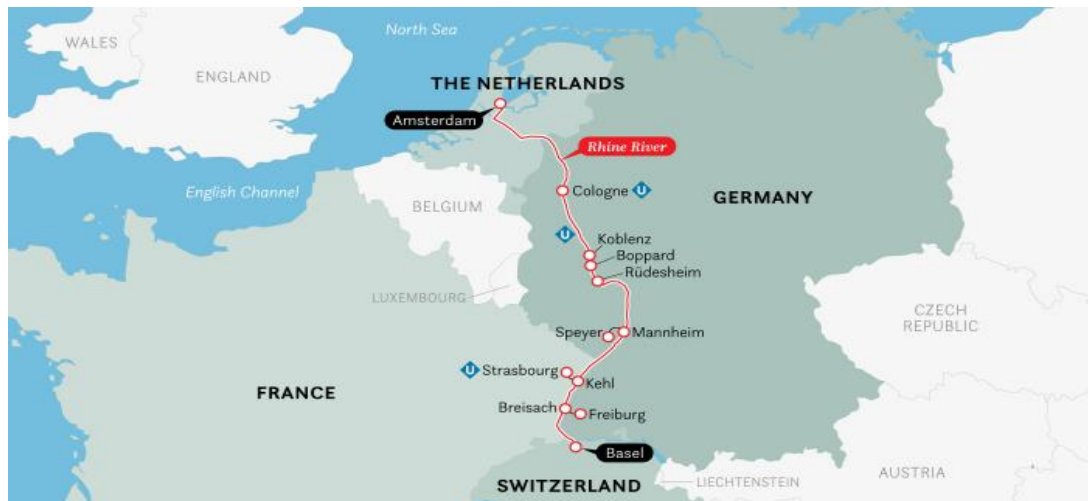 North Sea
WALES
ENGLAND
THE NETHERLANDS
Amsterdam
Rhine River
English Channel
Cologne U
BELGIUM
GERMANY
U
Koblenz
Boppard
Rüdesheim
LUXEMBOURG
CZECH
REPUBLIC
Speyer
Mannheim
U Strasbourg
Kehl
FRANCE
Breisach
Freiburg
Basel
SWITZERLAND
LIECHTENSTEIN
AUSTRIA